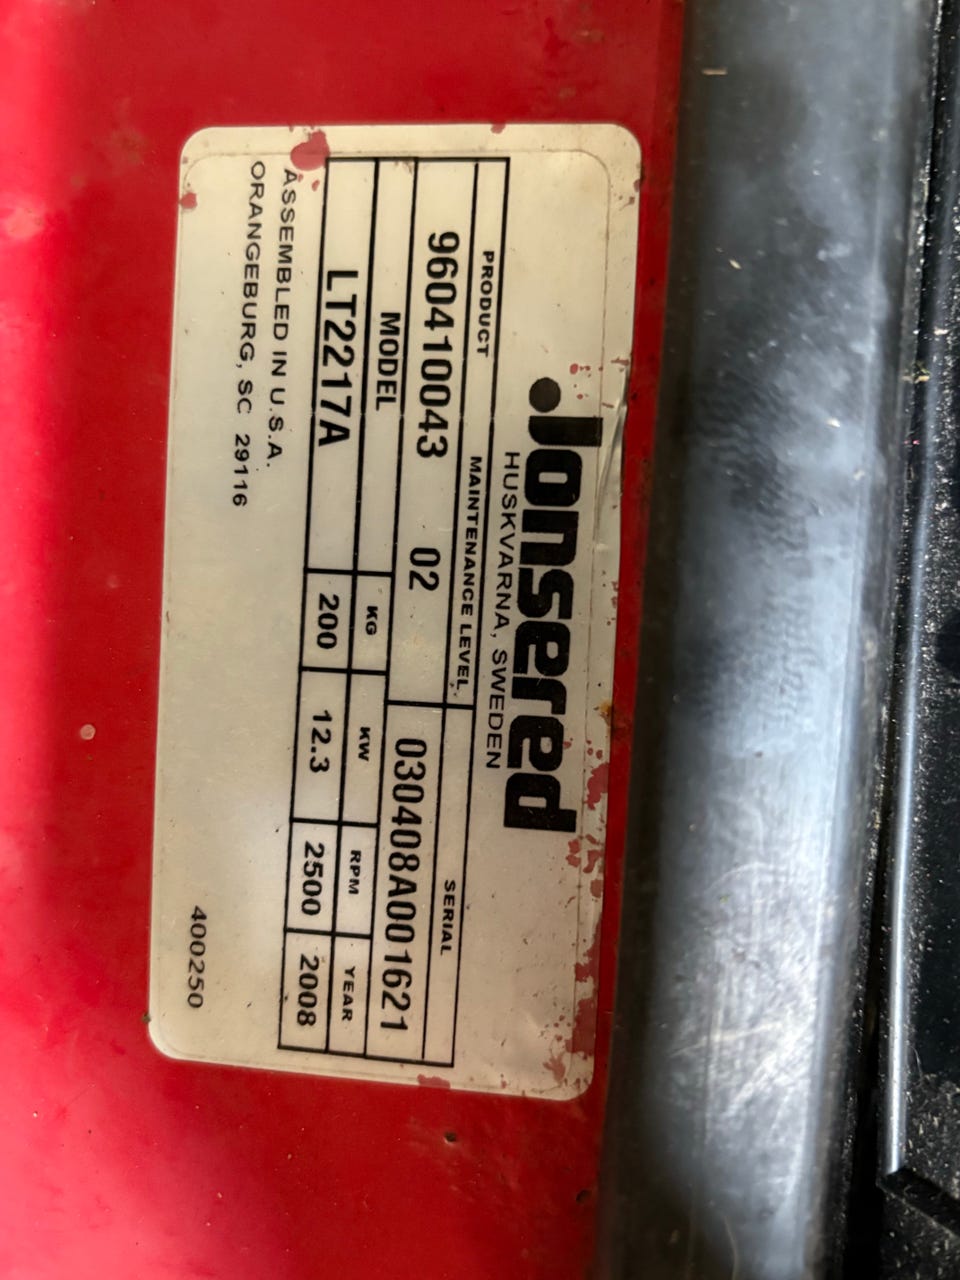 Jonsered
HUSKVARNA, SWEDEN
PRODUCT MAINTENANCE LEVEL SERIAL
960410043 02 030408A001621
MODEL KG KW RPM YEAR
LT2217A 200 12.3 2500 2008
ASSEMBLED IN U.S.A.
ORANGEBURG, SC 29116
400250